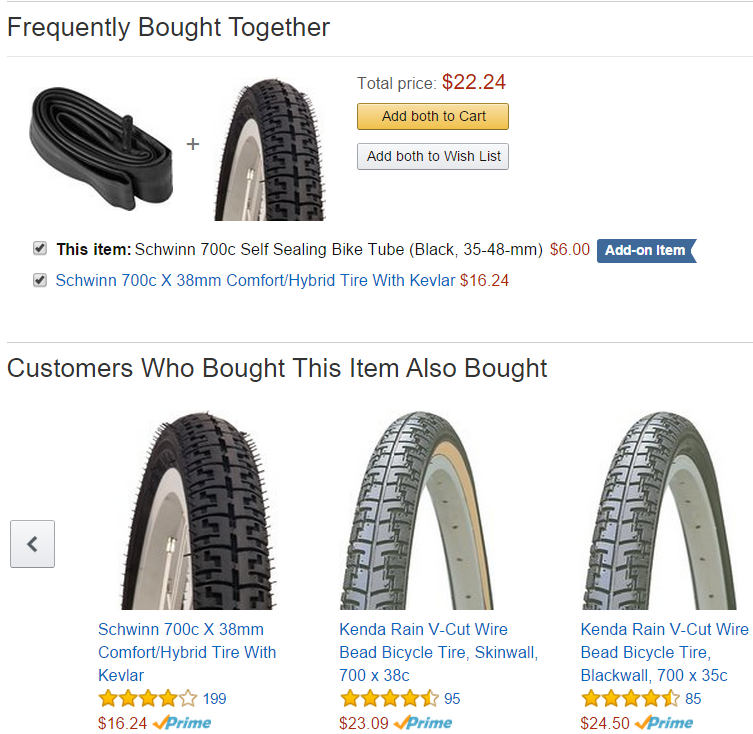 Frequently Bought Together
Total price: $22.24
Add both to Cart
+
Add both to Wish List
This item: Schwinn 700c Self Sealing Bike Tube (Black, 35-48-mm) $6.00 Add-on Item
Schwinn 700c X 38mm Comfort/Hybrid Tire With Kevlar $16.24
Customers Who Bought This Item Also Bought
Schwinn 700c X 38mm
Comfort/Hybrid Tire With
Kevlar
199
$16.24 Prime
Kenda Rain V-Cut Wire
Bead Bicycle Tire, Skinwall,
700 x 38c
95
$23.09 Prime
Kenda Rain V-Cut Wire
Bead Bicycle Tire,
Blackwall, 700 x 35c
85
$24.50 Prime